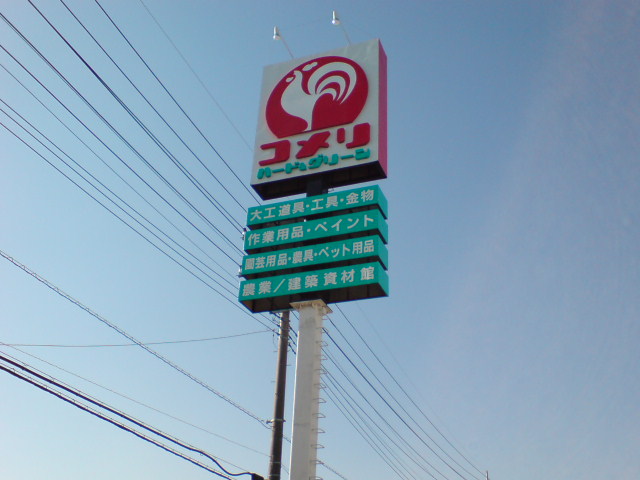 コメリ
ハード&グリーン
大工道具・工具・金物
作業用品・ペイント
園芸用品・農具・ペット用品
農業/建築資材館